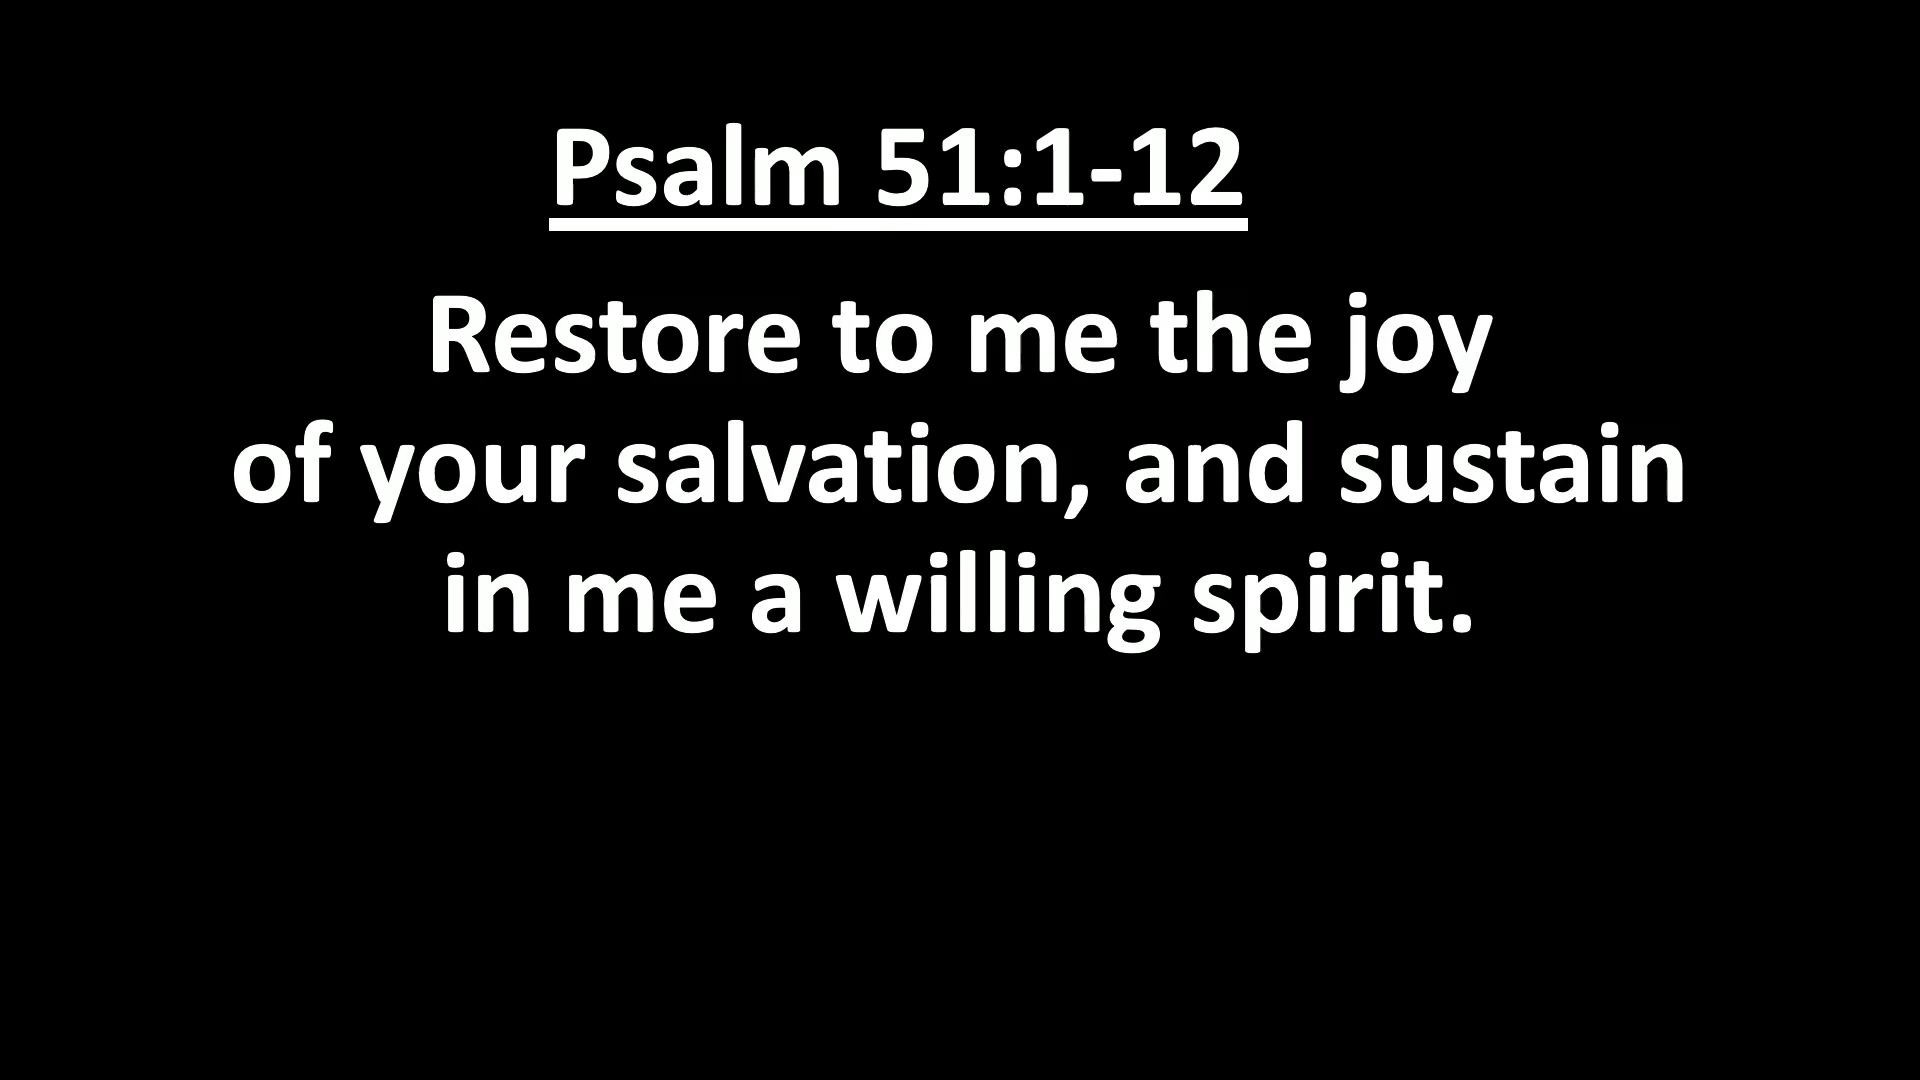 Psalm 51:1-12
Restore to me the joy
of your salvation, and sustain
in me a willing spirit.